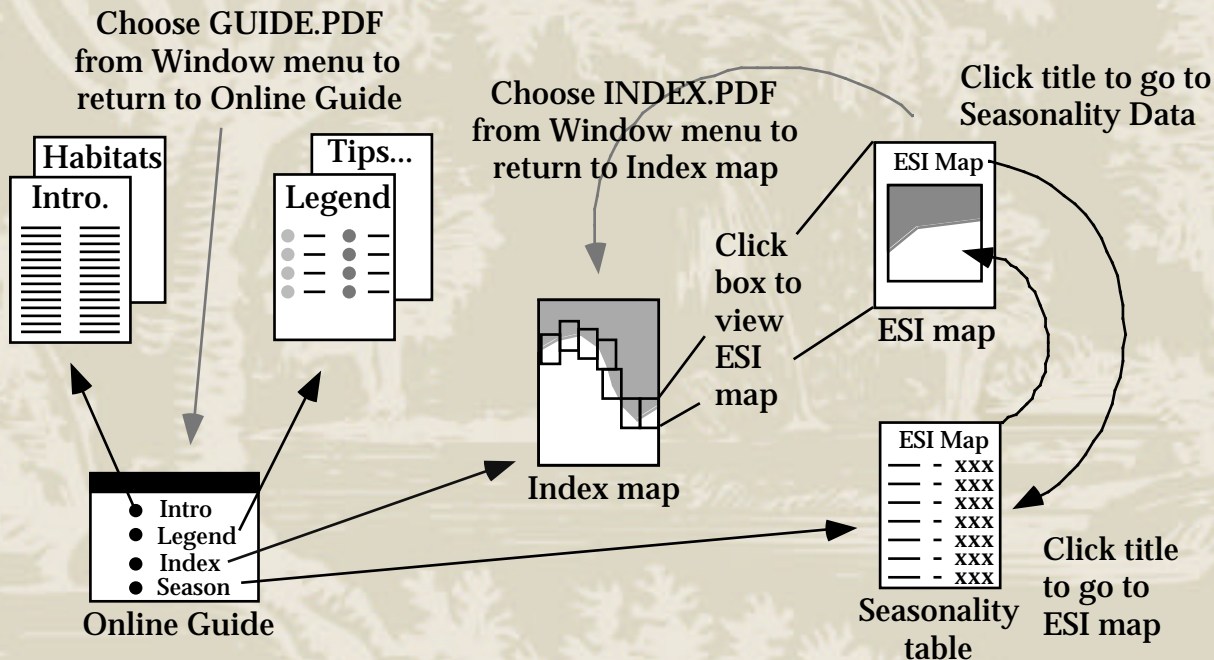 Choose GUIDE.PDF
from Window menu to
return to Online Guide
Choose INDEX.PDF
from Window menu to
return to Index map
Click title to go to
Seasonality Data
Habitats
Intro.
Tips...
Legend
ESI Map
Click
box to
view
ESI
map
ESI map
Index map
Intro
Legend
Index
Season
Online Guide
ESI Map
- xxx
- xxx
- xxx
- xxx
- xxx
- xxx
- xxx
Seasonality
table
Click title
to go to
ESI map